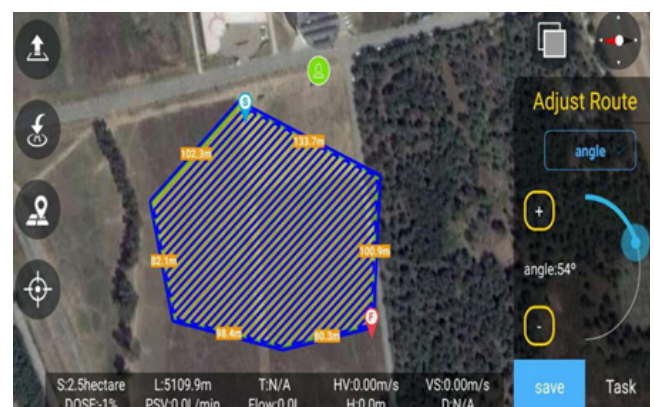 S
133.7m
102.3m
82.1m
100.9m
98.4m
80.3m
F
Adjust Route
angle
+
angle:54º
-
S:2.5hectare L:5109.9m T:N/A HV:0.00m/s VS:0.00m/s
DOSE:-1% PSV:0.0L/min Flow:0.0L H:0.0m D:N/A
save Task